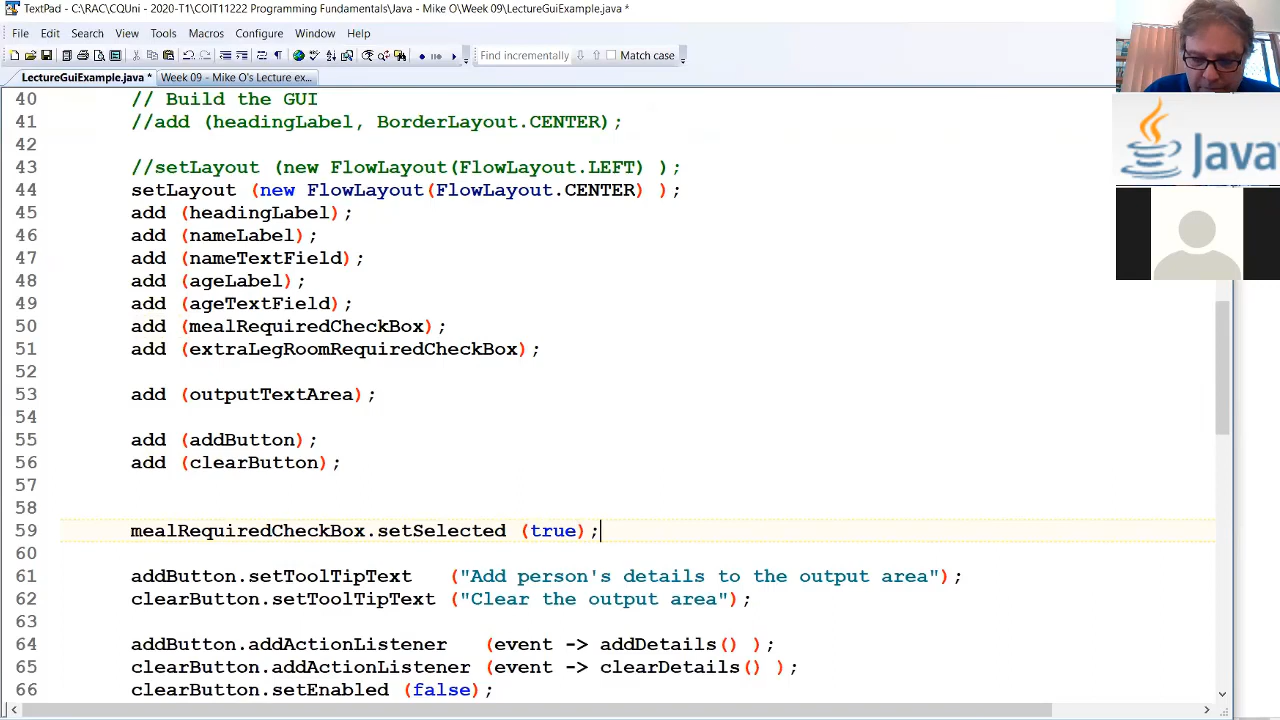 TextPad - C:\RAC\CQUni - 2020-T1\COIT11222 Programming Fundamentals\Java - Mike O\Week 09\LectureGuiExample.java *
File Edit Search View Tools Macros Configure Window Help
Find incrementally Match case
LectureGuiExample.java * Week 09 - Mike O's Lecture ex...
40 // Build the GUI
41 //add (headingLabel, BorderLayout.CENTER);
42
43 //setLayout (new FlowLayout(FlowLayout.LEFT) );
44 setLayout (new FlowLayout(FlowLayout.CENTER) );
45 add (headingLabel);
46 add (nameLabel);
47 add (nameTextField);
48 add (ageLabel);
49 add (ageTextField);
50 add (mealRequiredCheckBox);
51 add (extraLegRoomRequiredCheckBox);
52
53 add (outputTextArea);
54
55 add (addButton);
56 add (clearButton);
57
58
59 mealRequiredCheckBox.setSelected (true);
60
61 addButton.setToolTipText ("Add person's details to the output area");
62 clearButton.setToolTipText ("Clear the output area");
63
64 addButton.addActionListener (event -> addDetails() );
65 clearButton.addActionListener (event -> clearDetails() );
66 clearButton.setEnabled (false);
Java